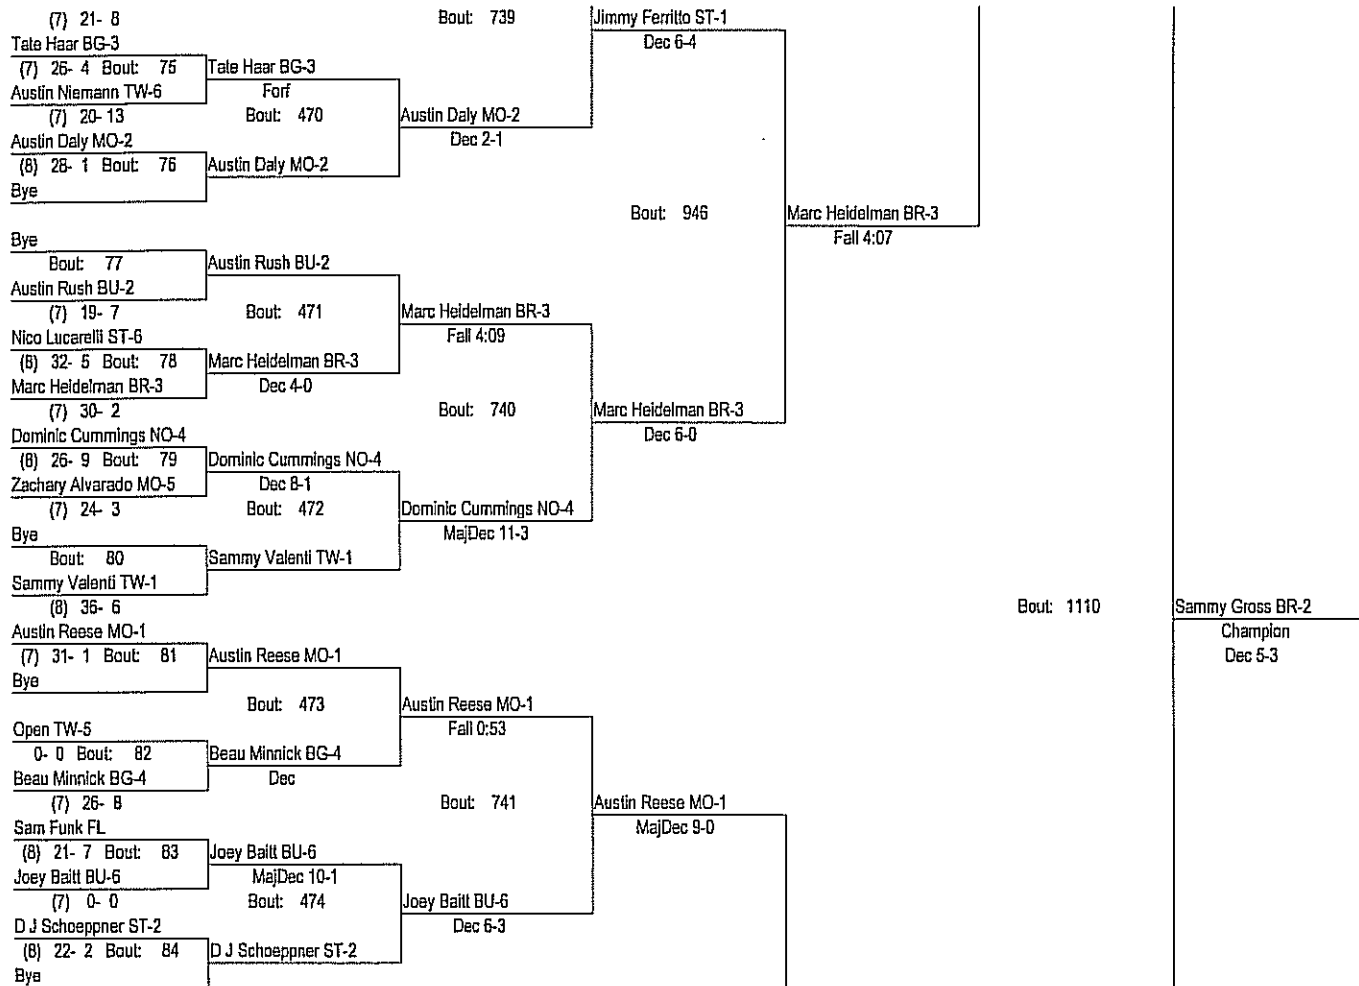 (7) 21- 8
Bout: 739
Jimmy Ferritto ST-1
Dec 6-4
Tate Haar BG-3
(7) 26- 4 Bout: 75
Tate Haar BG-3
Austin Niemann TW-6
Forf
(7) 20- 13
Bout: 470
Austin Daly MO-2
Dec 2-1
Austin Daly MO-2
(8) 28- 1 Bout: 76
Austin Daly MO-2
Bye
Bout: 946
Marc Heidelman BR-3
Fall 4:07
Bye
Bout: 77
Austin Rush BU-2
Austin Rush BU-2
(7) 19- 7
Bout: 471
Marc Heidelman BR-3
Fall 4:09
Nico Lucarelli ST-6
(6) 32- 5 Bout: 78
Marc Heidelman BR-3
Marc Heidelman BR-3
Dec 4-0
(7) 30- 2
Bout: 740
Marc Heidelman BR-3
Dec 6-0
Dominic Cummings NO-4
(8) 26- 9 Bout: 79
Dominic Cummings NO-4
Zachary Alvarado MO-5
Dec 8-1
(7) 24- 3
Bout: 472
Dominic Cummings NO-4
MajDec 11-3
Bye
Bout: 80
Sammy Valenti TW-1
Sammy Valenti TW-1
(8) 36- 6
Bout: 1110
Sammy Gross BR-2
Champion
Dec 5-3
Austin Reese MO-1
(7) 31- 1 Bout: 81
Austin Reese MO-1
Bye
Bout: 473
Austin Reese MO-1
Fall 0:53
Open TW-5
0- 0 Bout: 82
Beau Minnick BG-4
Beau Minnick BG-4
Dec
(7) 26- 8
Bout: 741
Austin Reese MO-1
MajDec 9-0
Sam Funk FL
(8) 21- 7 Bout: 83
Joey Baitt BU-6
Joey Baitt BU-6
MajDec 10-1
(7) 0- 0
Bout: 474
Joey Baitt BU-6
Dec 6-3
D J Schoeppner ST-2
(8) 22- 2 Bout: 84
D J Schoeppner ST-2
Bye